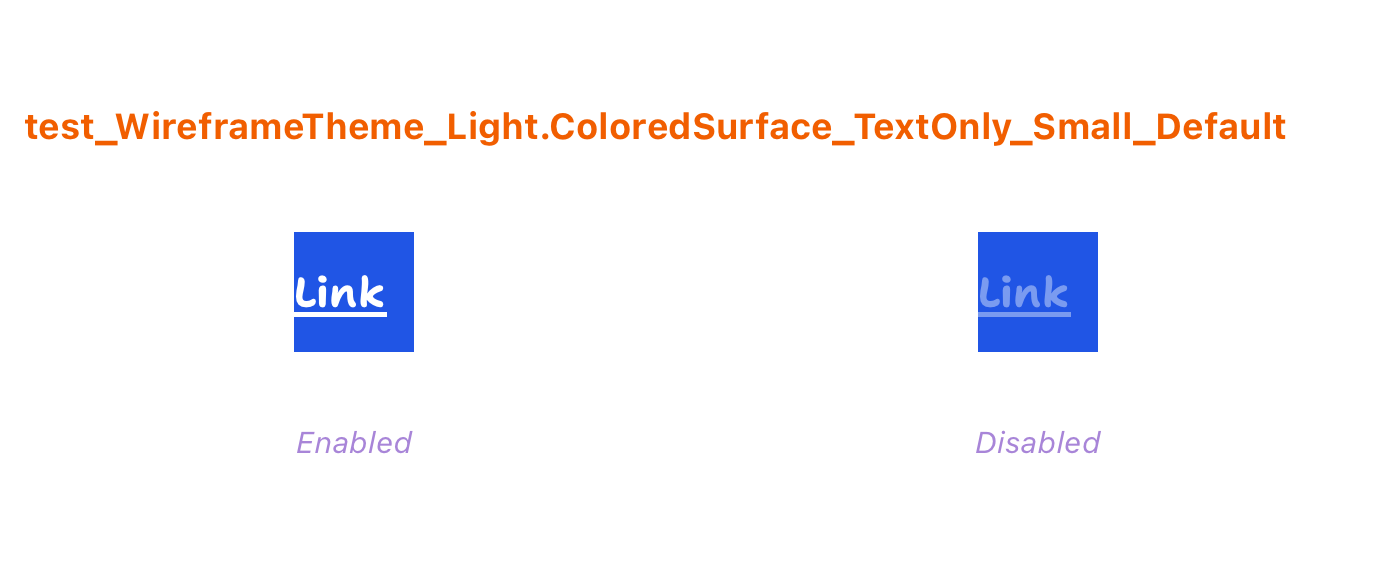 test_WireframeTheme_Light.ColoredSurface_TextOnly_Small_Default
Link Link
Enabled Disabled